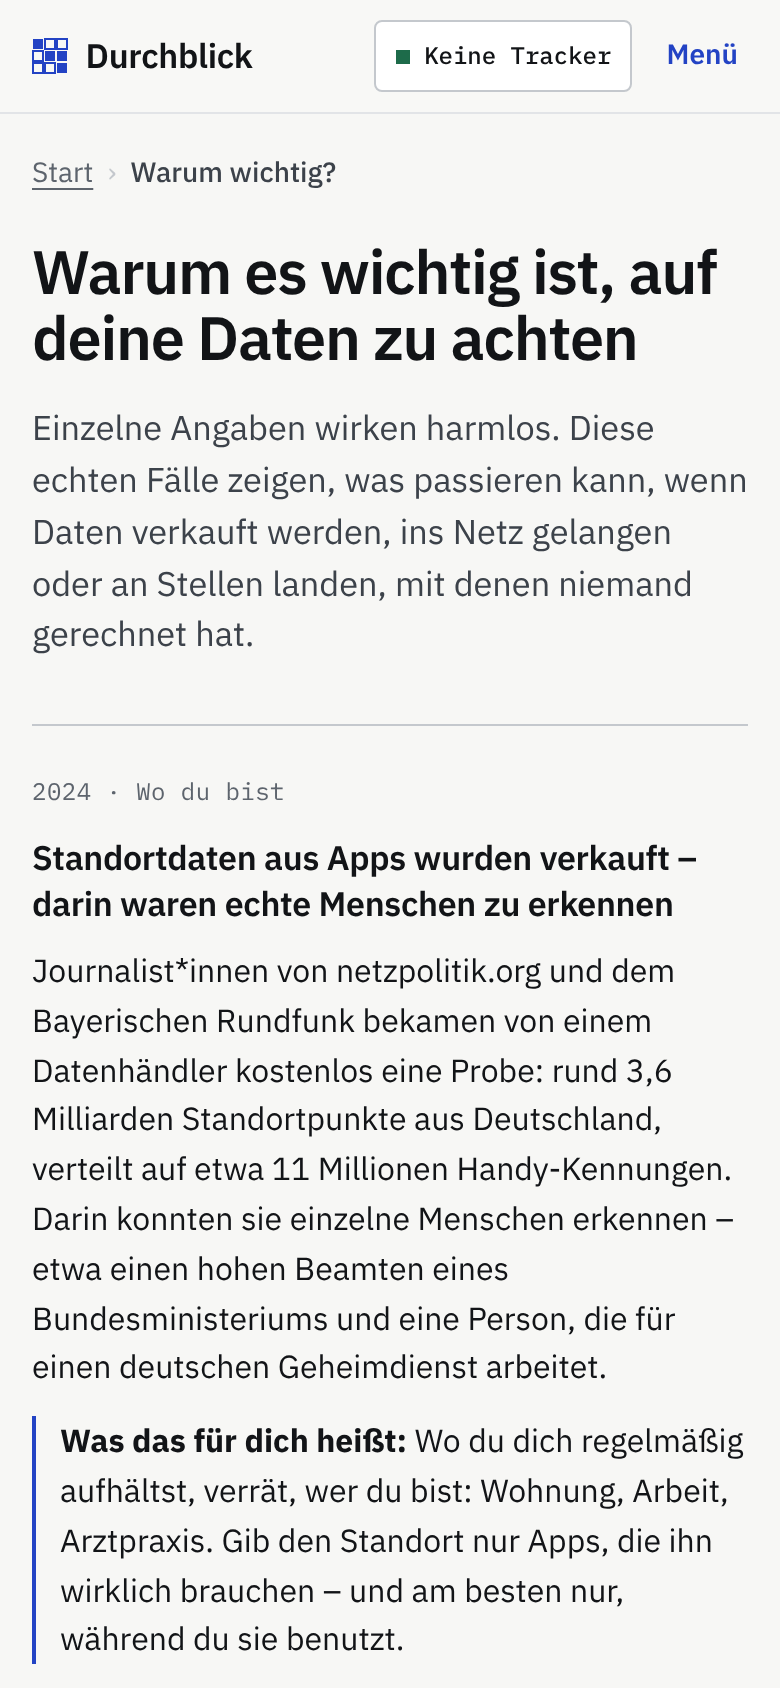 Durchblick
Keine Tracker
Menü
Start › Warum wichtig?
Warum es wichtig ist, auf
deine Daten zu achten
Einzelne Angaben wirken harmlos. Diese
echten Fälle zeigen, was passieren kann, wenn
Daten verkauft werden, ins Netz gelangen
oder an Stellen landen, mit denen niemand
gerechnet hat.
2024 · Wo du bist
Standortdaten aus Apps wurden verkauft –
darin waren echte Menschen zu erkennen
Journalist*innen von netzpolitik.org und dem
Bayerischen Rundfunk bekamen von einem
Datenhändler kostenlos eine Probe: rund 3,6
Milliarden Standortpunkte aus Deutschland,
verteilt auf etwa 11 Millionen Handy-Kennungen.
Darin konnten sie einzelne Menschen erkennen –
etwa einen hohen Beamten eines
Bundesministeriums und eine Person, die für
einen deutschen Geheimdienst arbeitet.
Was das für dich heißt: Wo du dich regelmäßig
aufhältst, verrät, wer du bist: Wohnung, Arbeit,
Arztpraxis. Gib den Standort nur Apps, die ihn
wirklich brauchen – und am besten nur,
während du sie benutzt.